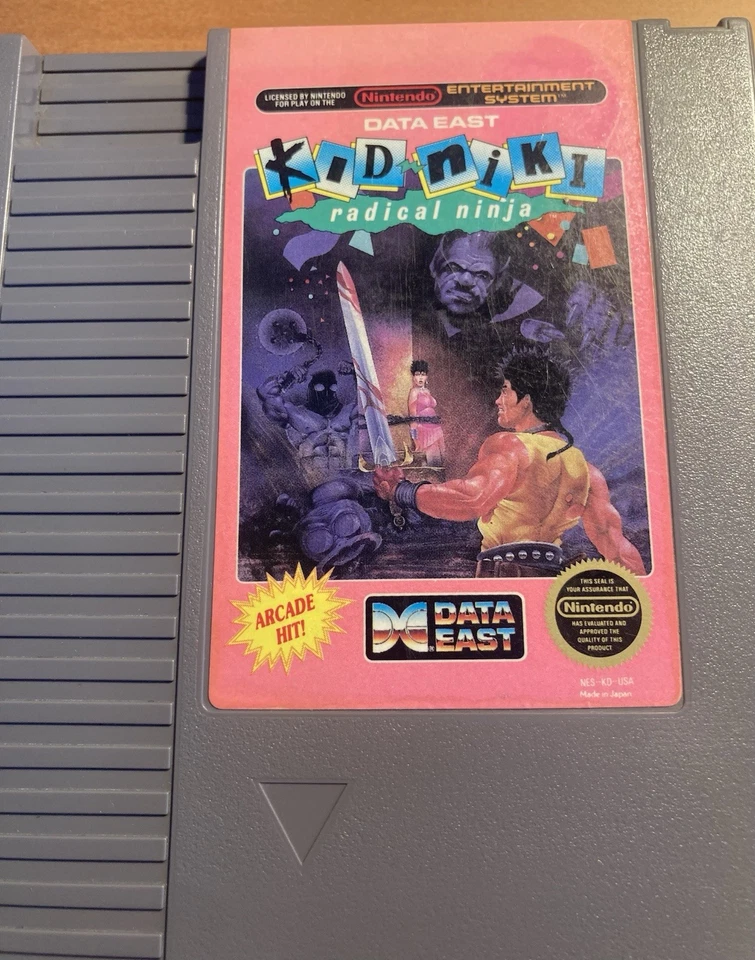 LICENSED BY NINTENDO
FOR PLAY ON THE
Nintendo
ENTERTAINMENT
SYSTEM™
DATA EAST
KID NIKI
radical ninja
ARCADE
HIT!
DATA
EAST
®
THIS SEAL IS
YOUR ASSURANCE THAT
Nintendo
HAS EVALUATED AND
APPROVED THE
QUALITY OF THIS
PRODUCT
NES-KD-USA
Made in Japan